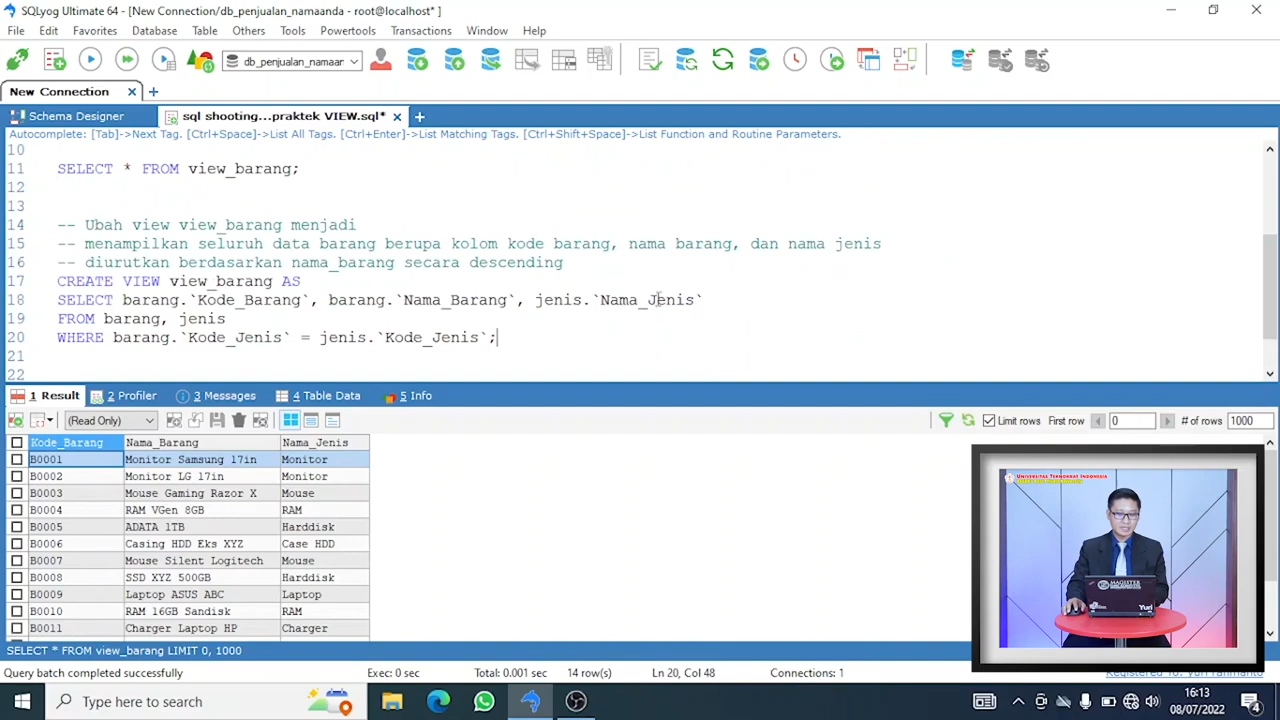 SQLyog Ultimate 64 - [New Connection/db_penjualan_namaanda - root@localhost* ]
File Edit Favorites Database Table Others Tools Powertools Transactions Window Help
db_penjualan_namaar
New Connection
Schema Designer sql shooting...praktek VIEW.sql*
Autocomplete: [Tab]->Next Tag. [Ctrl+Space]->List All Tags. [Ctrl+Enter]->List Matching Tags. [Ctrl+Shift+Space]->List Function and Routine Parameters.
10
11 SELECT * FROM view_barang;
12
13
14 -- Ubah view view_barang menjadi
15 -- menampilkan seluruh data barang berupa kolom kode barang, nama barang, dan nama jenis
16 -- diurutkan berdasarkan nama_barang secara descending
17 CREATE VIEW view_barang AS
18 SELECT barang.`Kode_Barang`, barang.`Nama_Barang`, jenis.`Nama_Jenis`
19 FROM barang, jenis
20 WHERE barang.`Kode_Jenis` = jenis.`Kode_Jenis`;
21
22
1 Result 2 Profiler 3 Messages 4 Table Data 5 Info
(Read Only) Limit rows First row 0 # of rows 1000
Kode_Barang Nama_Barang Nama_Jenis
B0001 Monitor Samsung 17in Monitor
B0002 Monitor LG 17in Monitor
B0003 Mouse Gaming Razor X Mouse
B0004 RAM VGen 8GB RAM
B0005 ADATA 1TB Harddisk
B0006 Casing HDD Eks XYZ Case HDD
B0007 Mouse Silent Logitech Mouse
B0008 SSD XYZ 500GB Harddisk
B0009 Laptop ASUS ABC Laptop
B0010 RAM 16GB Sandisk RAM
B0011 Charger Laptop HP Charger
UNIVERSITAS TEKNOKRAT INDONESIA
MAGISTER
Yuri
SELECT * FROM view_barang LIMIT 0, 1000
Query batch completed successfully Exec: 0 sec Total: 0.001 sec 14 row(s) Ln 20, Col 48 Connections: 1
Type here to search
16:13
08/07/2022
4